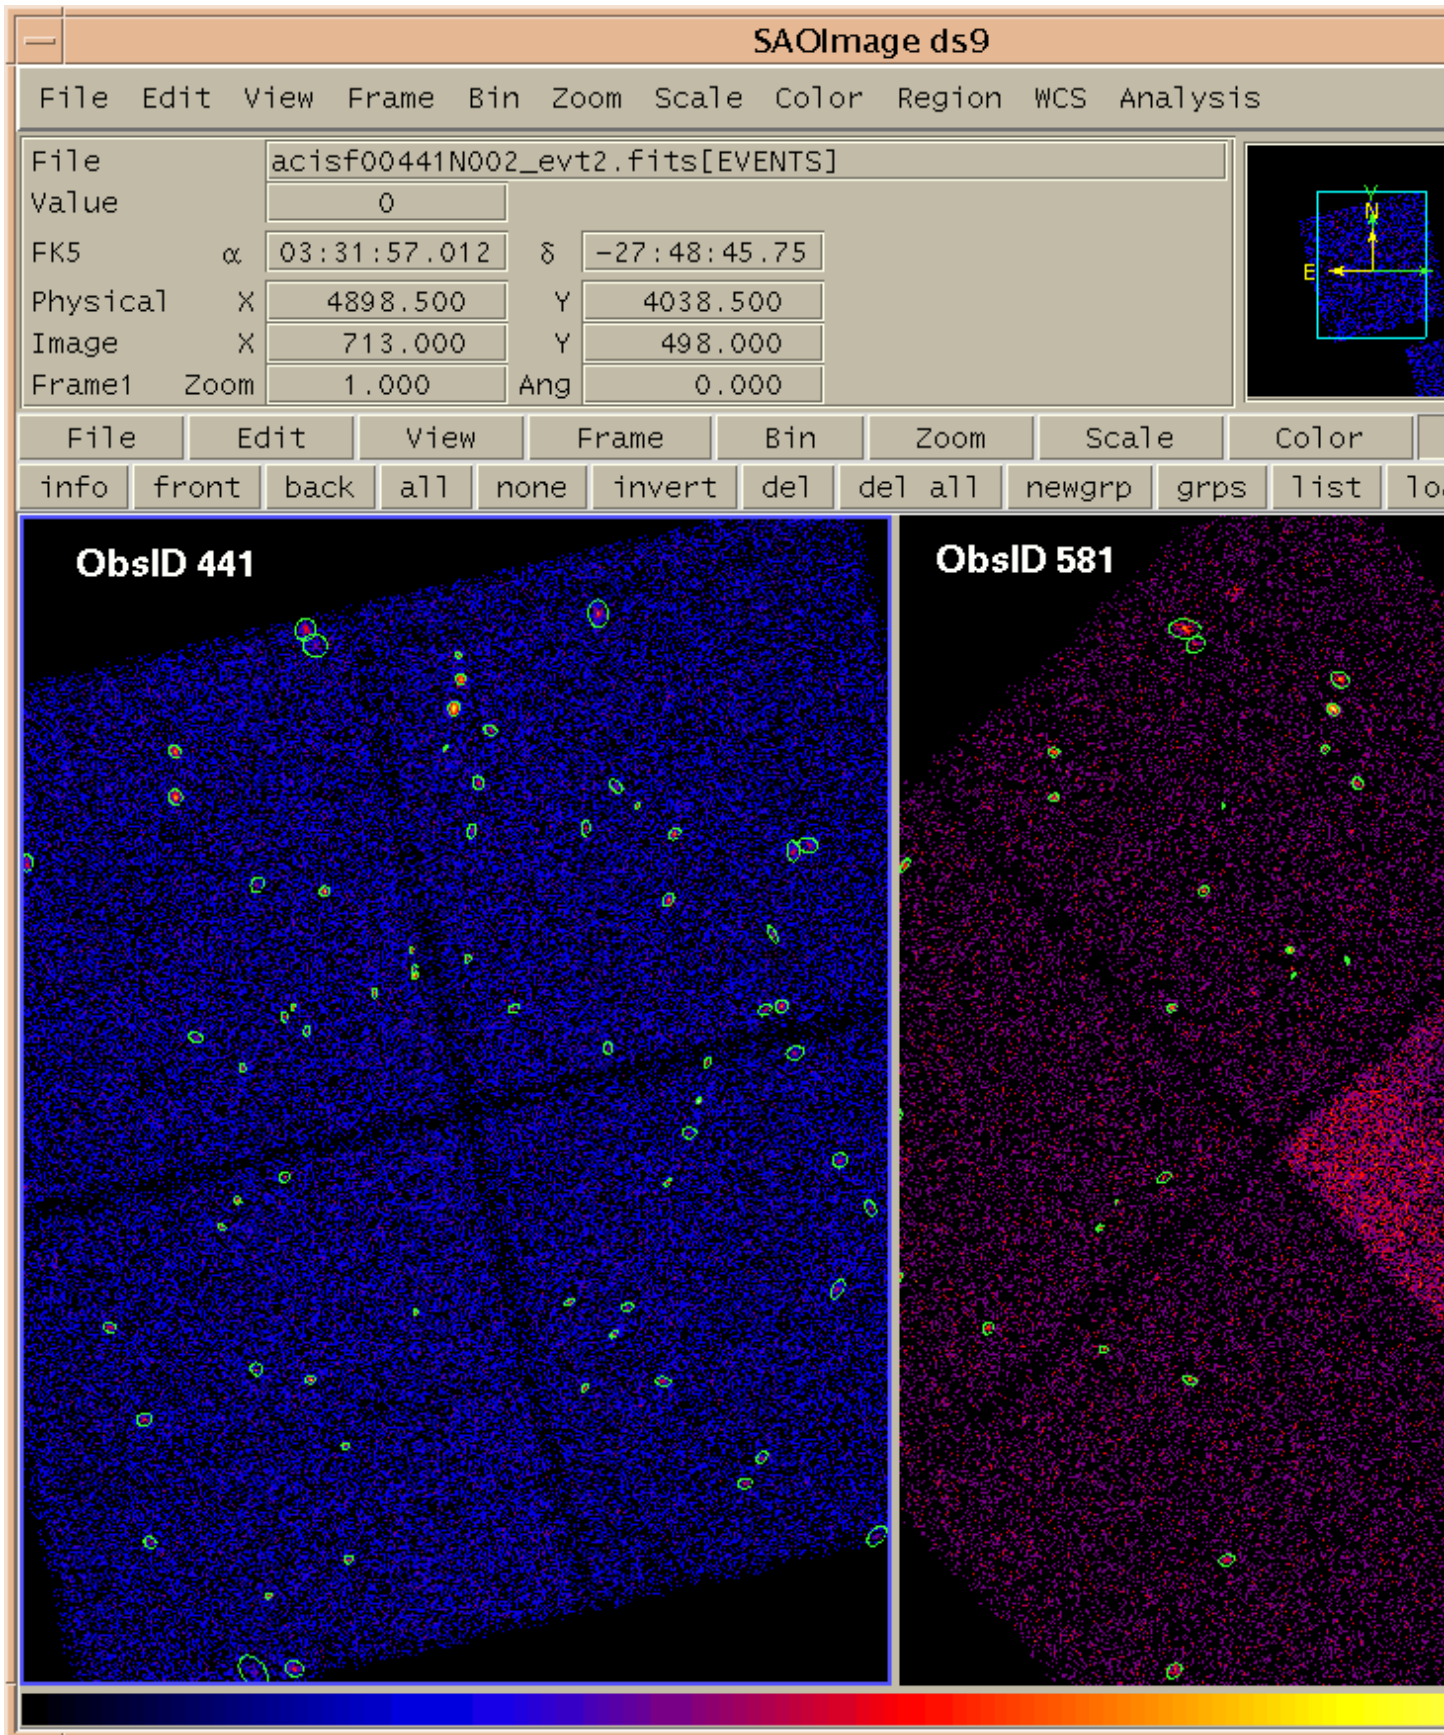 SAOImage ds9
File Edit View Frame Bin Zoom Scale Color Region WCS Analysis
File acisf00441N002_evt2.fits[EVENTS]
Value 0
FK5 α 03:31:57.012 δ -27:48:45.75
Physical X 4898.500 Y 4038.500
Image X 713.000 Y 498.000
Frame1 Zoom 1.000 Ang 0.000
Y
N
E
File Edit View Frame Bin Zoom Scale Color
info front back all none invert del del all newgrp grps list
ObsID 441 ObsID 581